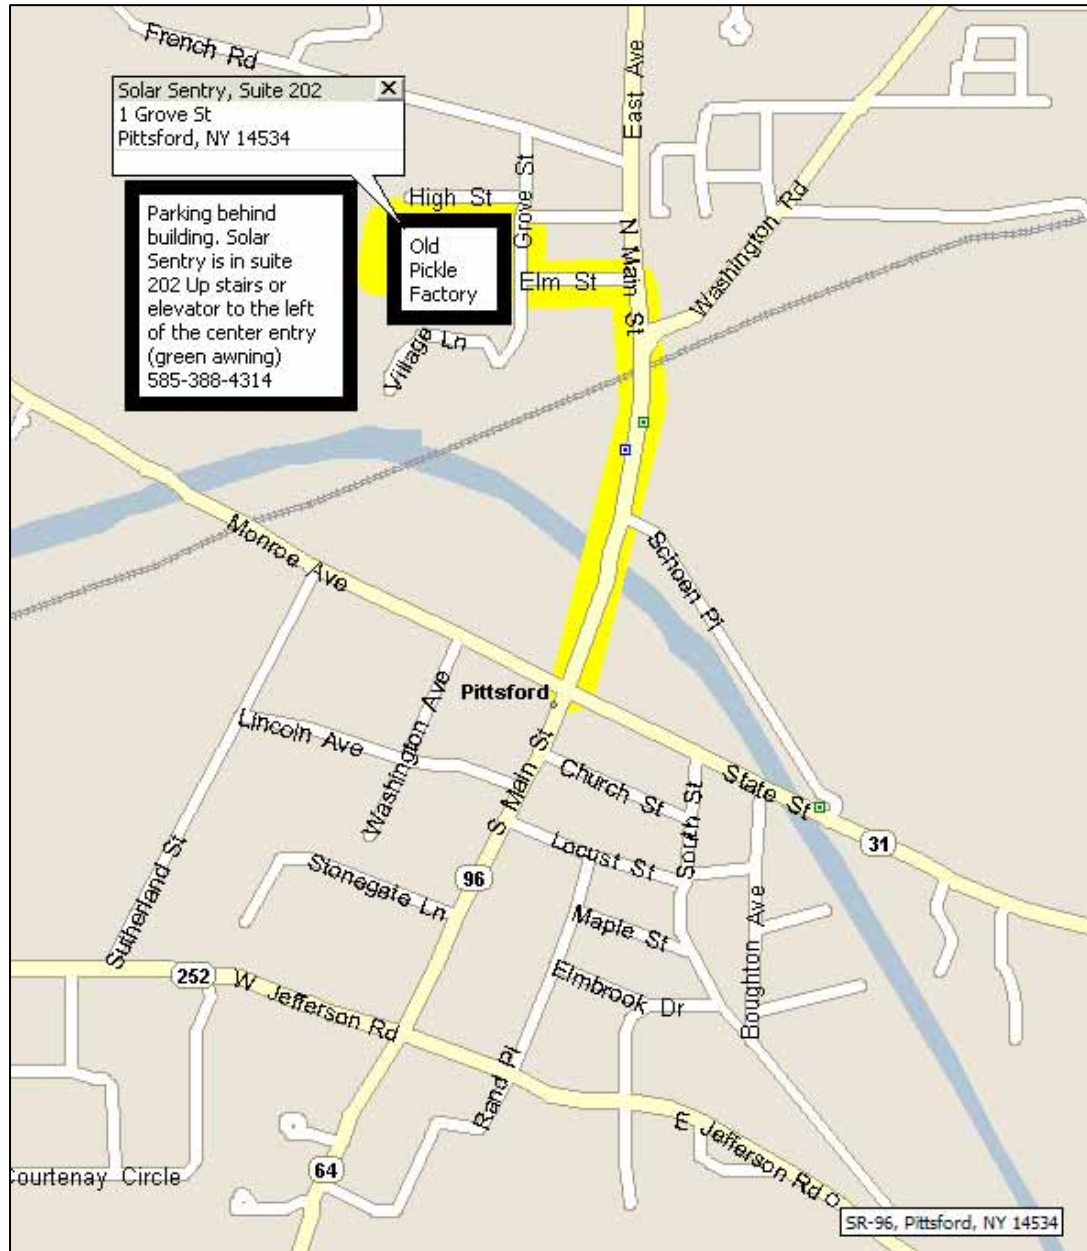 French Rd
East Ave
Solar Sentry, Suite 202
1 Grove St
Pittsford, NY 14534
High St
Grove St
Washington Rd
Parking behind
building. Solar
Sentry is in suite
202 Up stairs or
elevator to the left
of the center entry
(green awning)
585-388-4314
Old
Pickle
Factory
N Main St
Elm St
Village Ln
Monroe Ave
Schoen Pl
Pittsford
Lincoln Ave
Washington Ave
S Main St
Church St
South St
State St
31
Sutherland St
Stonegate Ln
96
Locust St
Maple St
Boughton Ave
252
W Jefferson Rd
Elmbrook Dr
Rand Pl
E Jefferson Rd
64
Courtenay Circle
SR-96, Pittsford, NY 14534